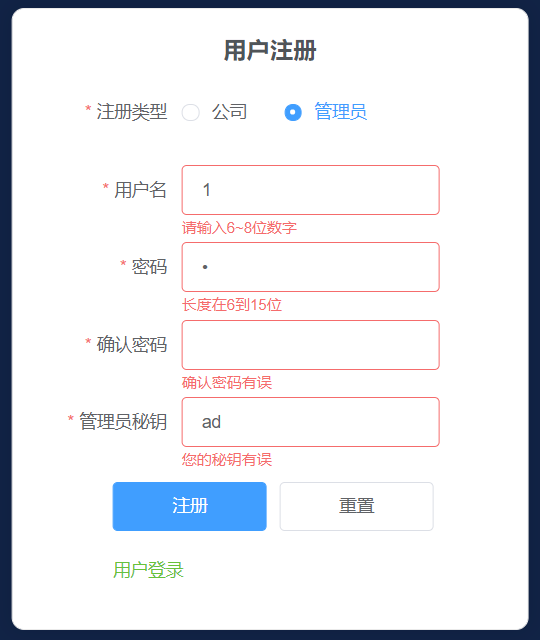 用户注册
* 注册类型 公司 管理员
* 用户名 1
请输入6~8位数字
* 密码 •
长度在6到15位
* 确认密码
确认密码有误
* 管理员秘钥 ad
您的秘钥有误
注册 重置
用户登录